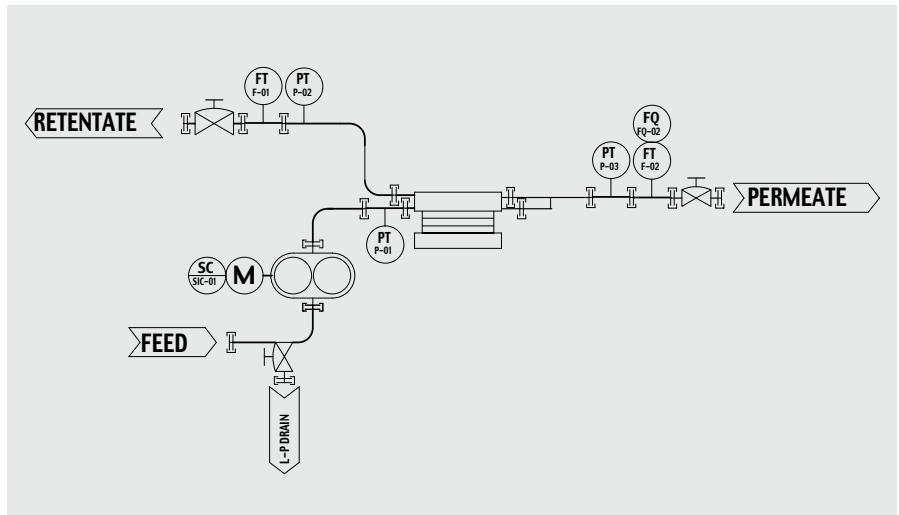 FT
F-01
PT
P-02
RETENTATE
FQ
FQ-02
PT
P-03
FT
F-02
PERMEATE
PT
P-01
SC
SIC-01
M
FEED
L-P DRAIN